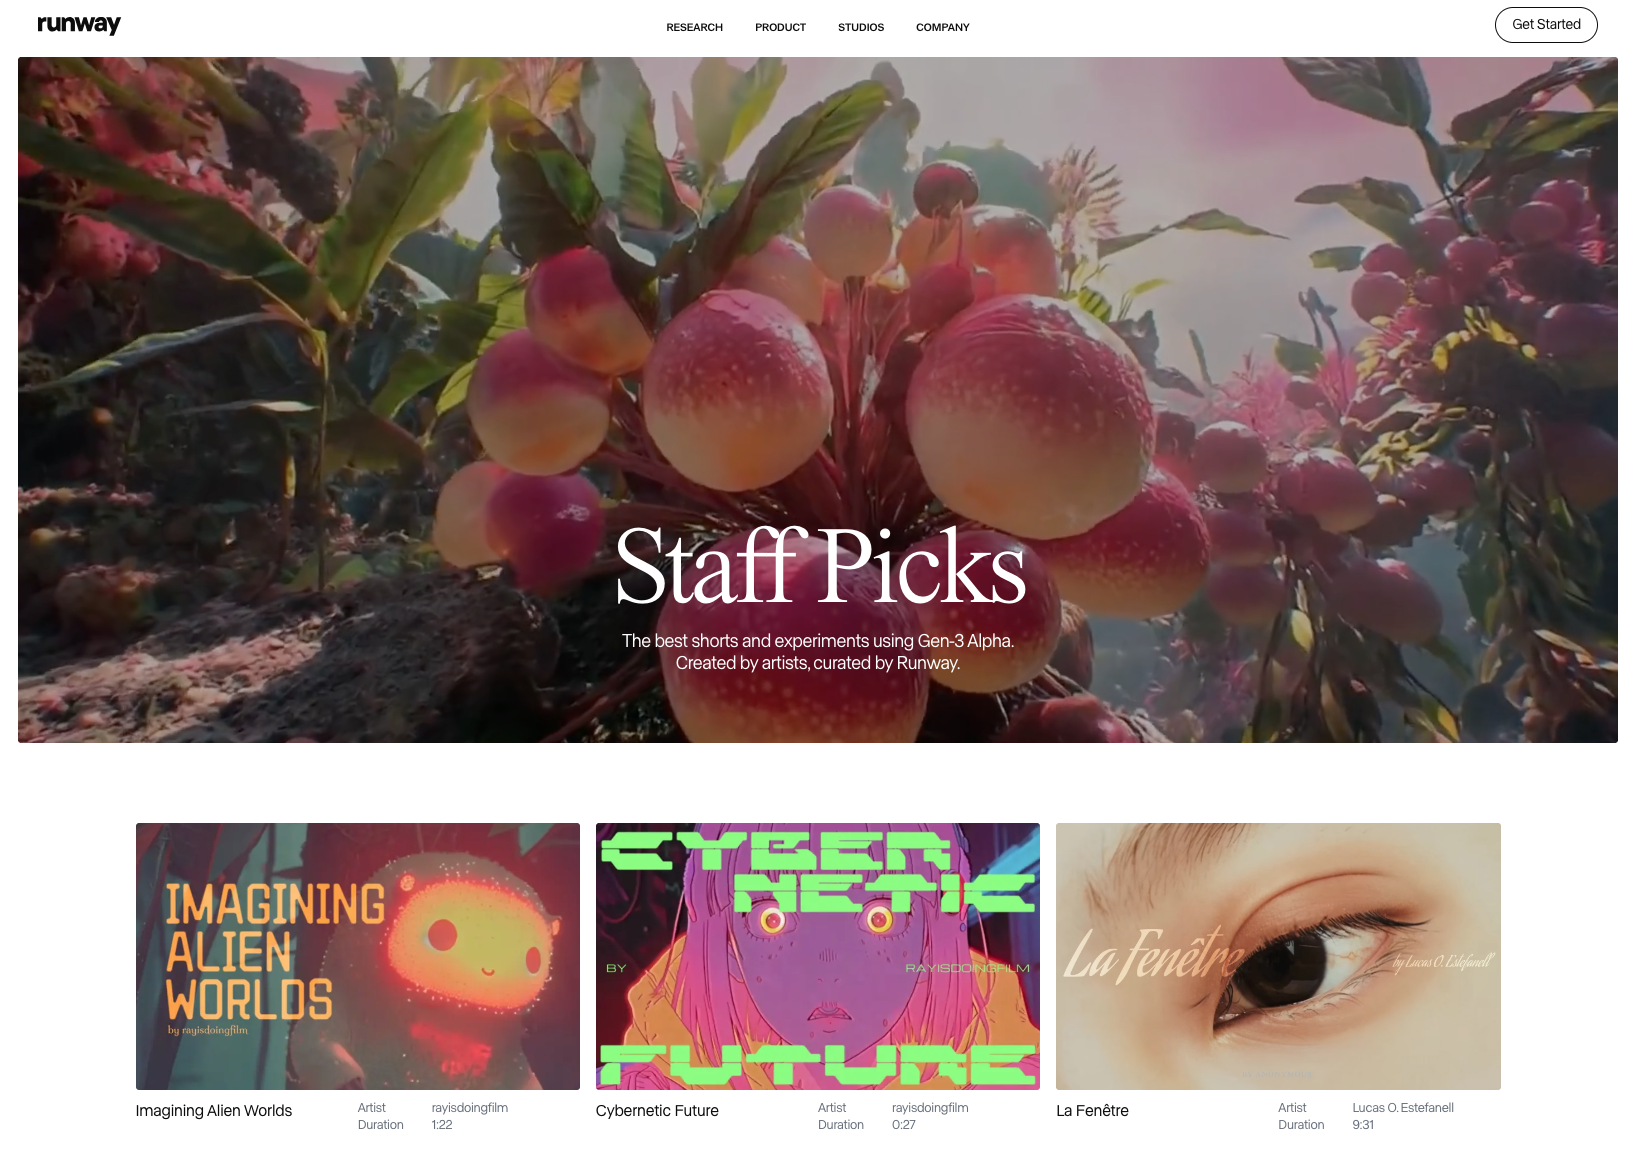 runway
RESEARCH PRODUCT STUDIOS COMPANY
Get Started
Staff Picks
The best shorts and experiments using Gen-3 Alpha.
Created by artists, curated by Runway.
IMAGINING
ALIEN
WORLDS
by rayisdoingfilm
CYBER
NETIC
BY RAYISDOINGFILM
FUTURE
La Fenêtre
by Lucas O. Estefanell
Imagining Alien Worlds
Artist rayisdoingfilm
Duration 1:22
Cybernetic Future
Artist rayisdoingfilm
Duration 0:27
La Fenêtre
Artist Lucas O. Estefanell
Duration 9:31